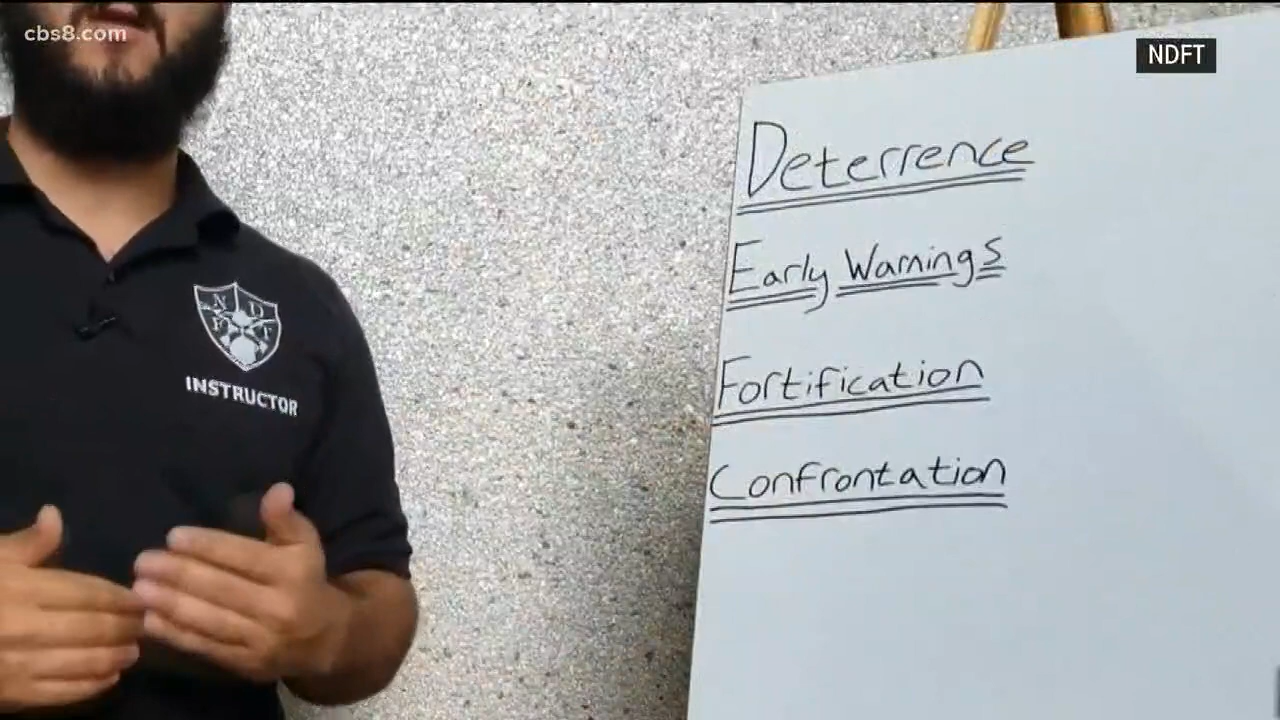 cbs8.com
NDFT
Deterrence
Early Warnings
Fortification
Confrontation
N D
F T
INSTRUCTOR